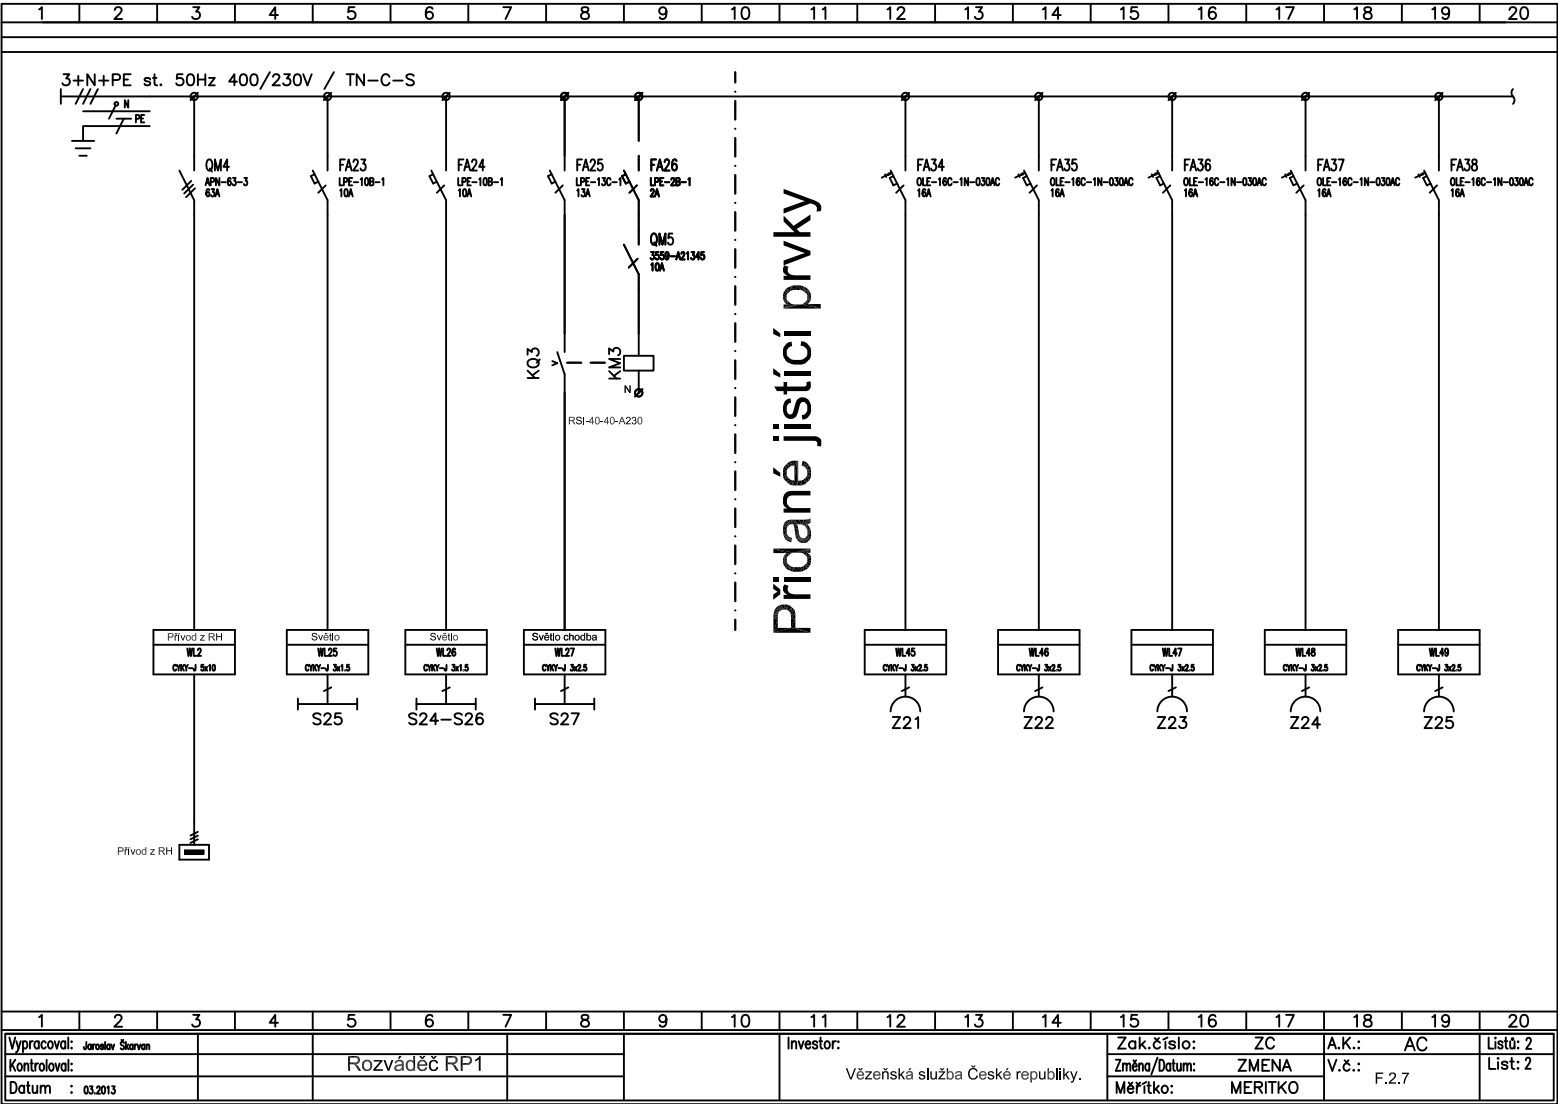 1 2 3 4 5 6 7 8 9 10 11 12 13 14 15 16 17 18 19 20
3+N+PE st. 50Hz 400/230V / TN-C-S
N
PE
QM4
APN-63-3
63A
FA23
LPE-10B-1
10A
FA24
LPE-10B-1
10A
FA25
LPE-13C-1
13A
FA26
LPE-2B-1
2A
QM5
3559-A21345
10A
KQ3
KM3
N
RSI-40-40-A230
Přidané jistící prvky
FA34
OLE-16C-1N-030AC
16A
FA35
OLE-16C-1N-030AC
16A
FA36
OLE-16C-1N-030AC
16A
FA37
OLE-16C-1N-030AC
16A
FA38
OLE-16C-1N-030AC
16A
Přívod z RH
WL2
CYKY-J 5x10
Světlo
WL25
CYKY-J 3x1.5
S25
Světlo
WL26
CYKY-J 3x1.5
S24-S26
Světlo chodba
WL27
CYKY-J 3x2.5
S27
WL45
CYKY-J 3x2.5
Z21
WL46
CYKY-J 3x2.5
Z22
WL47
CYKY-J 3x2.5
Z23
WL48
CYKY-J 3x2.5
Z24
WL49
CYKY-J 3x2.5
Z25
Přívod z RH
1 2 3 4 5 6 7 8 9 10 11 12 13 14 15 16 17 18 19 20
Vypracoval: Jaroslav Škarvan
Kontroloval:
Datum : 03.2013
Rozváděč RP1
Investor:
Vězeňská služba České republiky.
Zak.číslo: ZC
Změna/Datum: ZMENA
Měřítko: MERITKO
A.K.: AC
V.č.: F.2.7
Listů: 2
List: 2